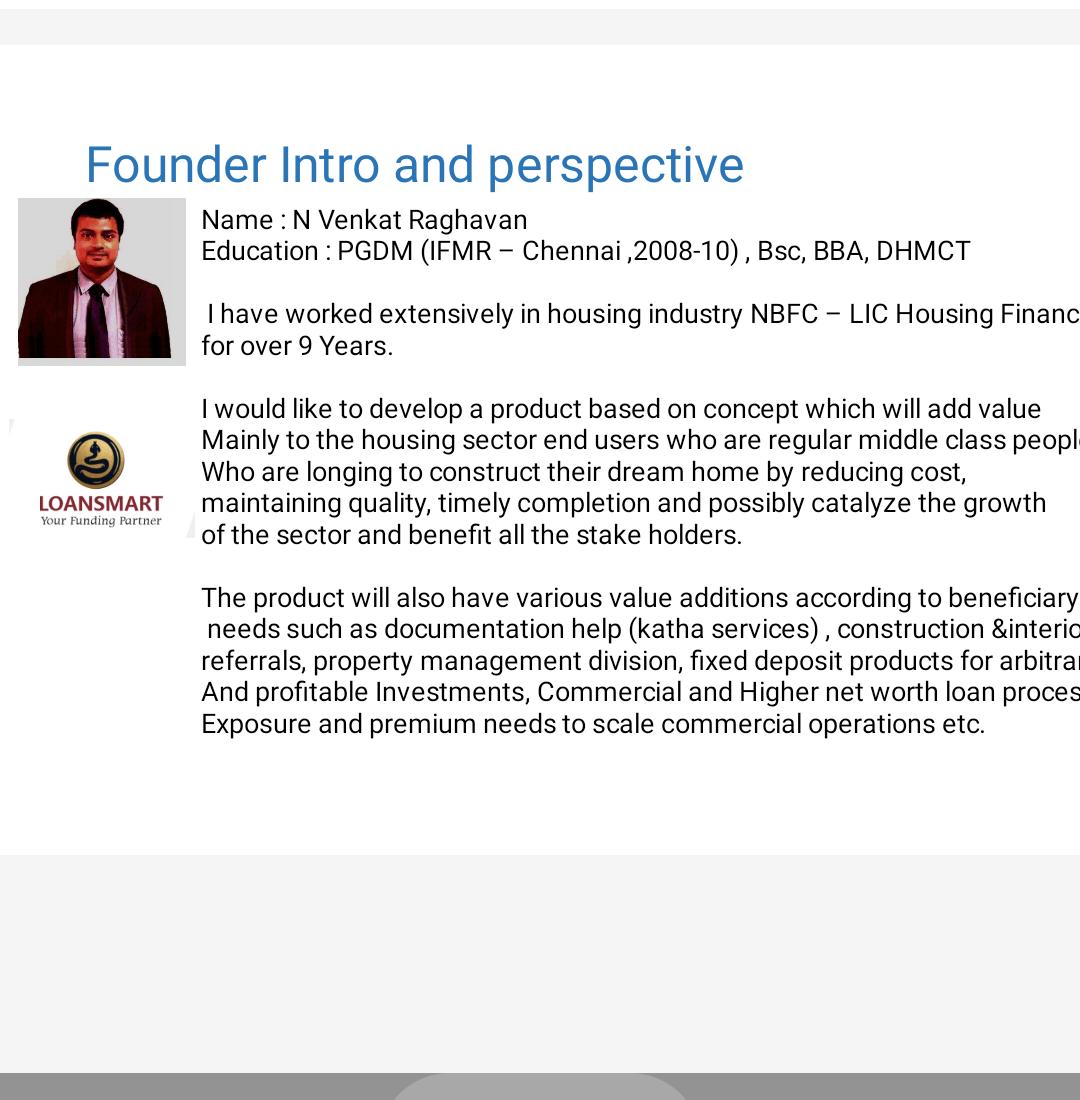 Founder Intro and perspective
Name : N Venkat Raghavan
Education : PGDM (IFMR – Chennai ,2008-10) , Bsc, BBA, DHMCT
I have worked extensively in housing industry NBFC – LIC Housing Financ
for over 9 Years.
I would like to develop a product based on concept which will add value
Mainly to the housing sector end users who are regular middle class peopl
Who are longing to construct their dream home by reducing cost,
maintaining quality, timely completion and possibly catalyze the growth
of the sector and benefit all the stake holders.
LOANSMART
Your Funding Partner
The product will also have various value additions according to beneficiary
needs such as documentation help (katha services) , construction &interio
referrals, property management division, fixed deposit products for arbitra
And profitable Investments, Commercial and Higher net worth loan proces
Exposure and premium needs to scale commercial operations etc.